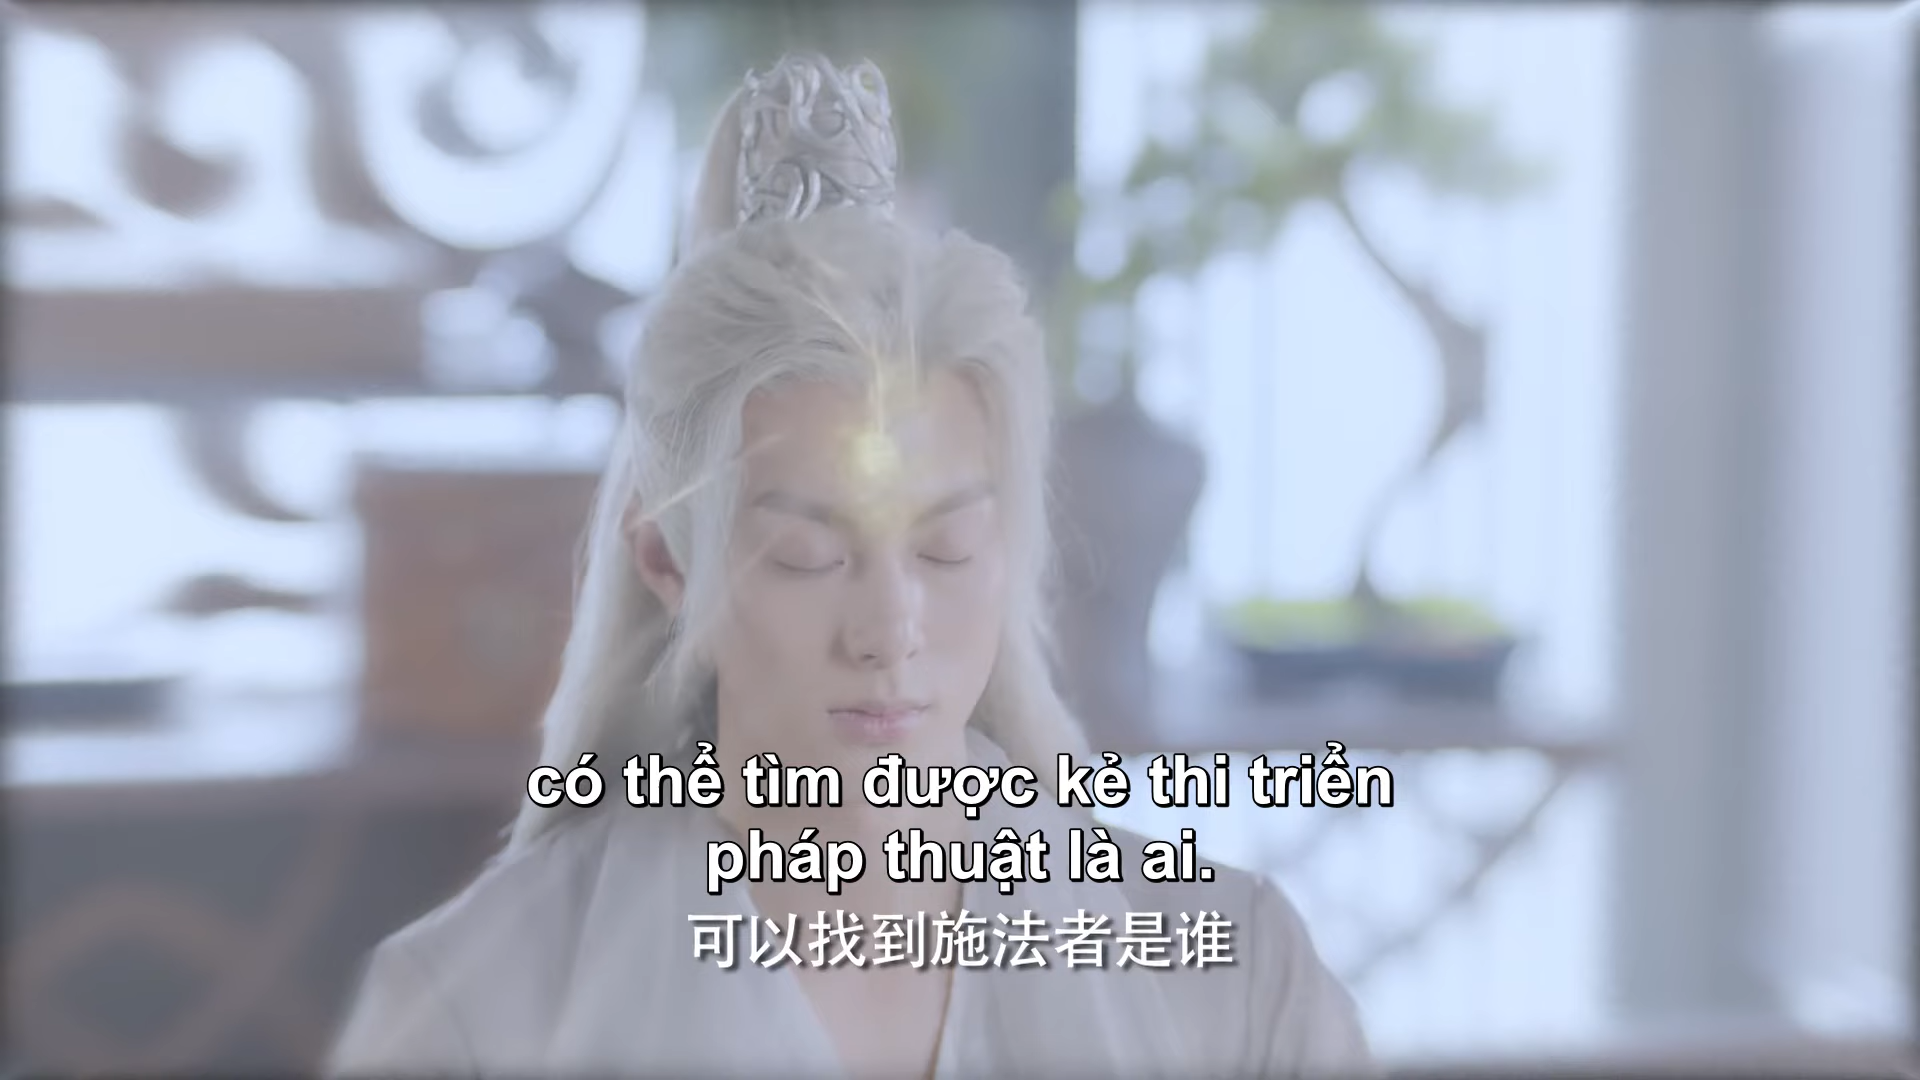 có thể tìm được kẻ thi triển
pháp thuật là ai.
可以找到施法者是谁